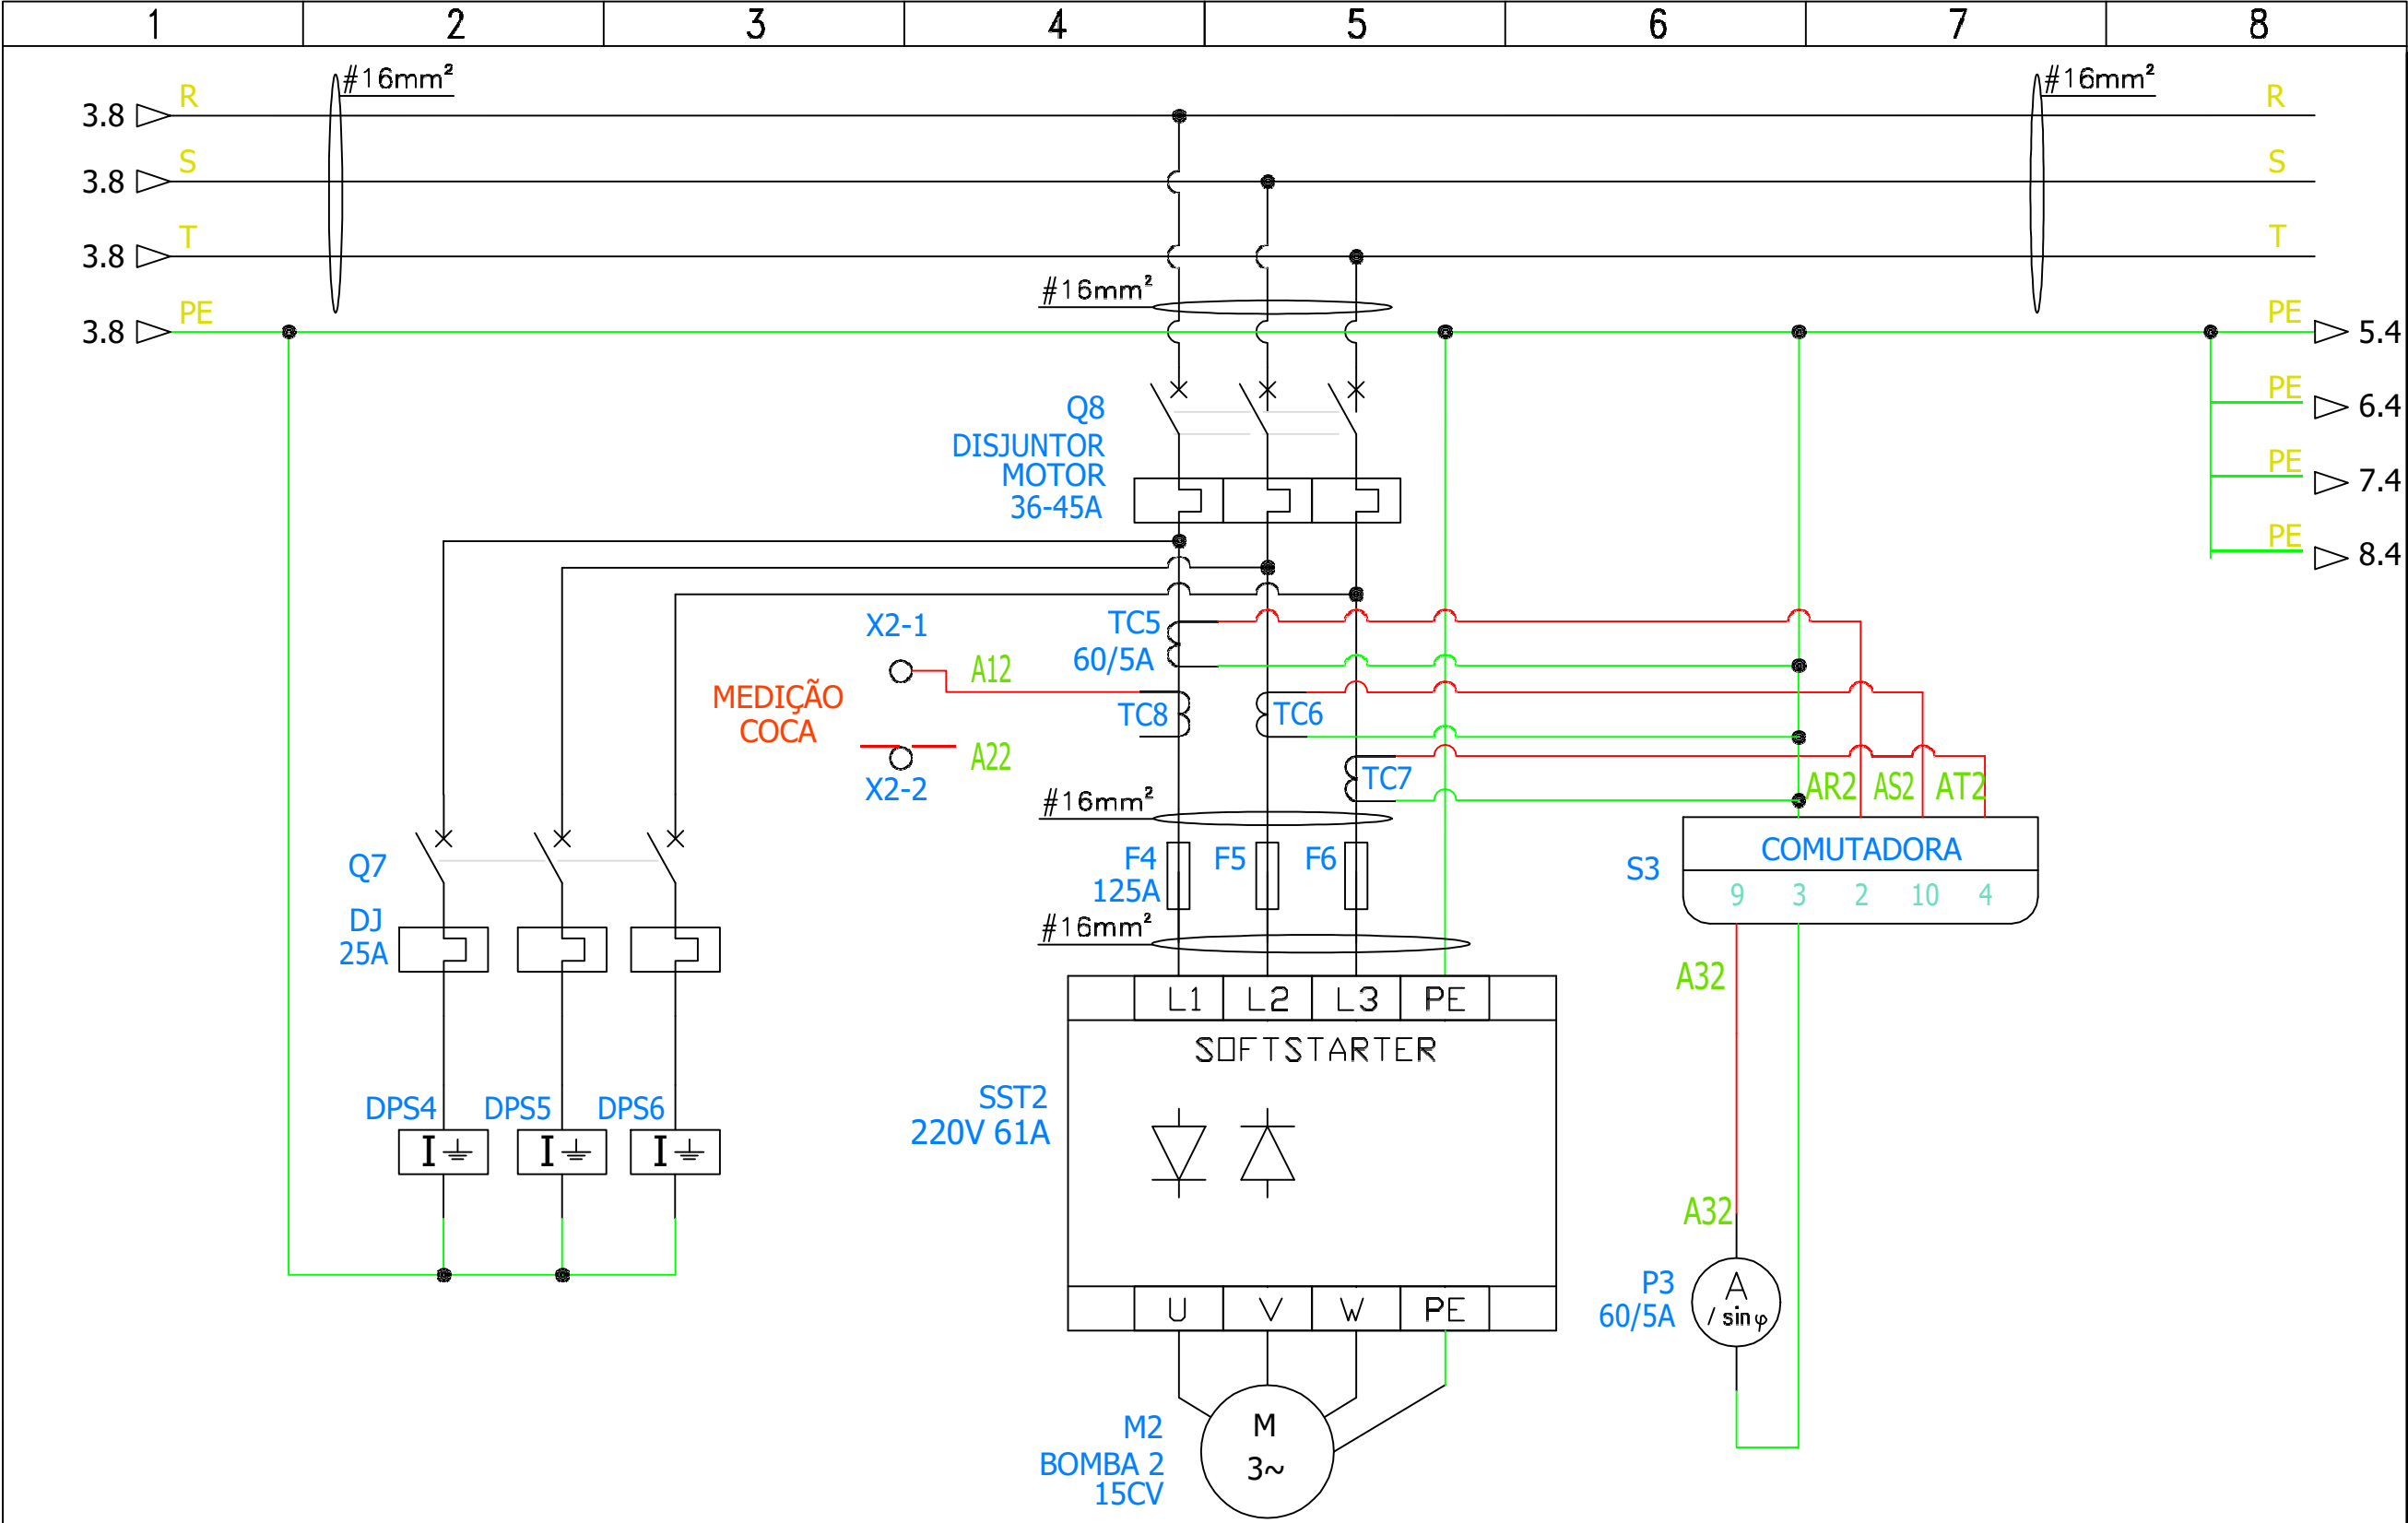 1 2 3 4 5 6 7 8
#16mm² #16mm²
3.8 R R
3.8 S S
3.8 T T
#16mm²
3.8 PE PE 5.4
PE 6.4
PE 7.4
PE 8.4
Q8
DISJUNTOR
MOTOR
36-45A
X2-1
TC5
60/5A
A12
MEDIÇÃO
COCA
TC8 TC6
A22
X2-2
TC7
#16mm²
AR2 AS2 AT2
Q7
DJ
25A
F4 F5 F6
125A
#16mm²
COMUTADORA
S3
9 3 2 10 4
A32
L1 L2 L3 PE
SOFTSTARTER
SST2
220V 61A
DPS4 DPS5 DPS6
I I I
A32
P3
60/5A
A
/ sin φ
U V W PE
M2
BOMBA 2
15CV
M
3~